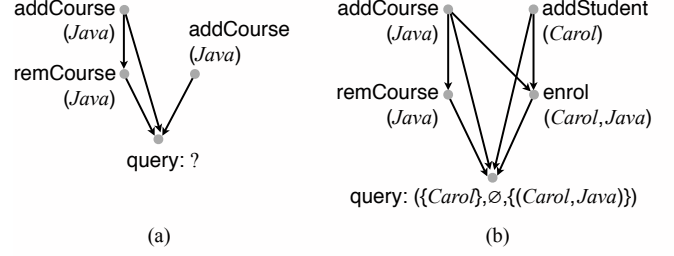 addCourse
(Java)
addCourse
(Java)
remCourse
(Java)
query: ?
(a)
addCourse
(Java)
addStudent
(Carol)
remCourse
(Java)
enrol
(Carol,Java)
query: ({Carol},∅,{(Carol,Java)})
(b)